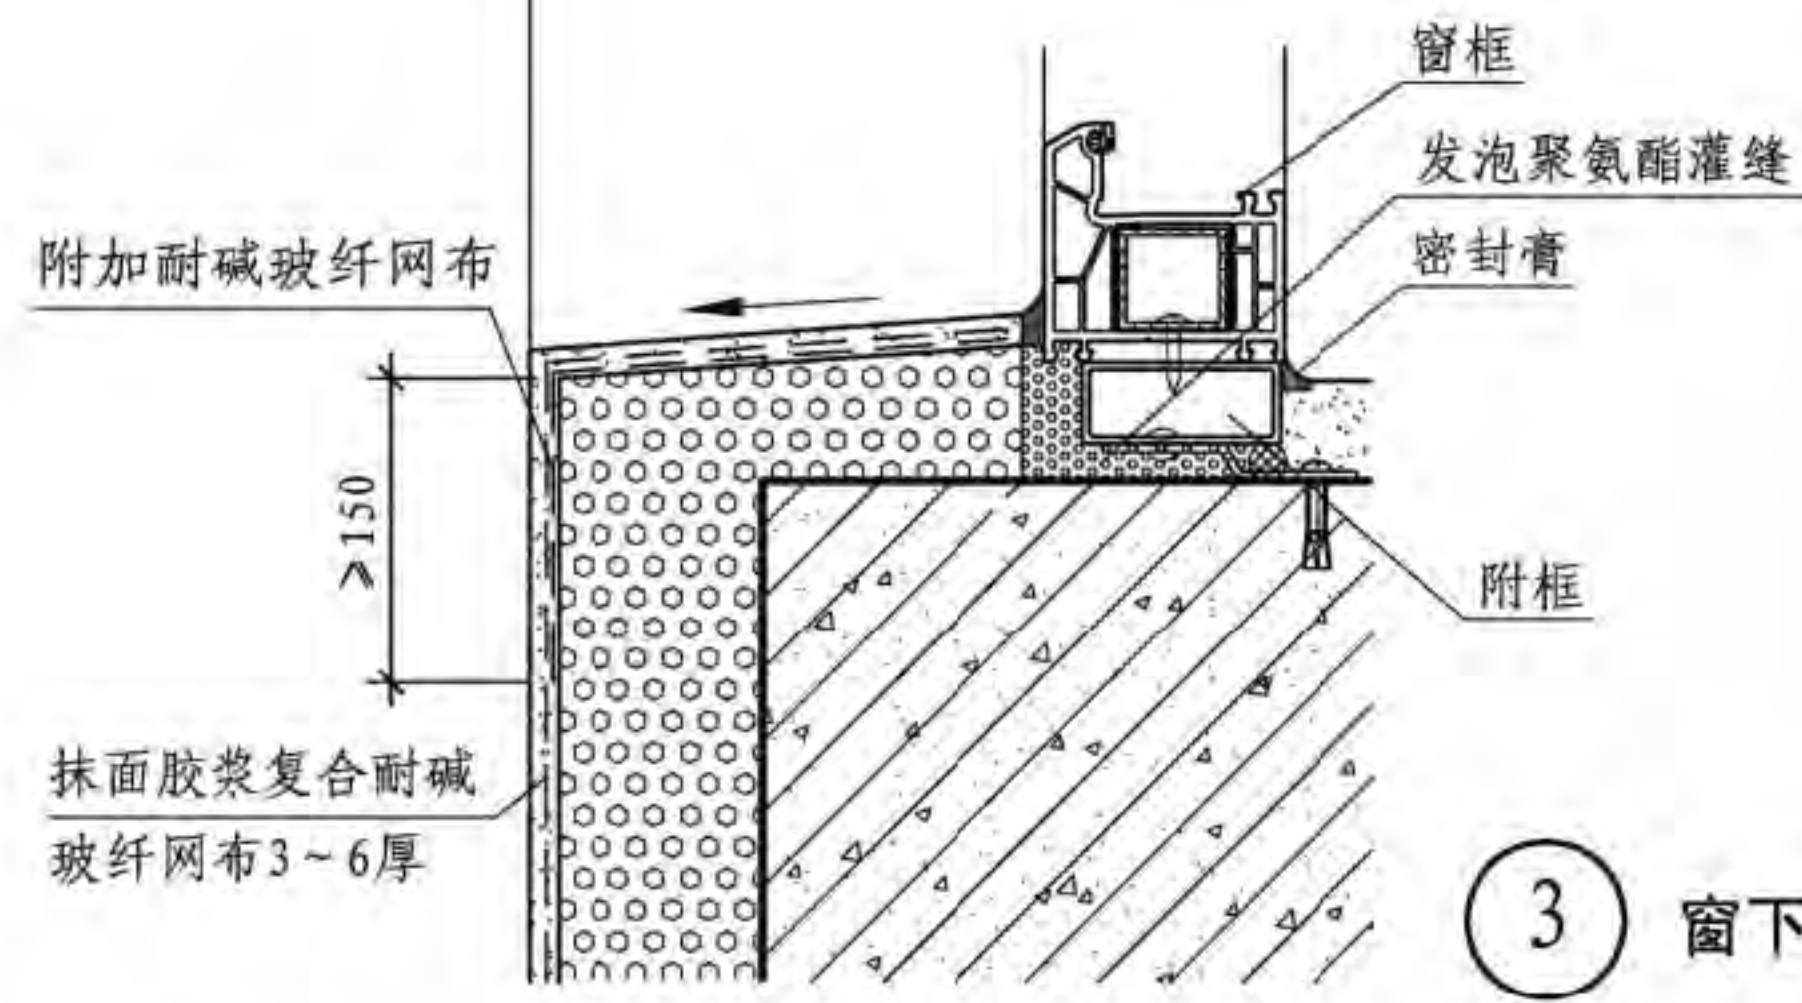 窗框
发泡聚氨酯灌缝
密封膏
附加耐碱玻纤网布
≥150
附框
抹面胶浆复合耐碱
玻纤网布3~6厚
3 窗下